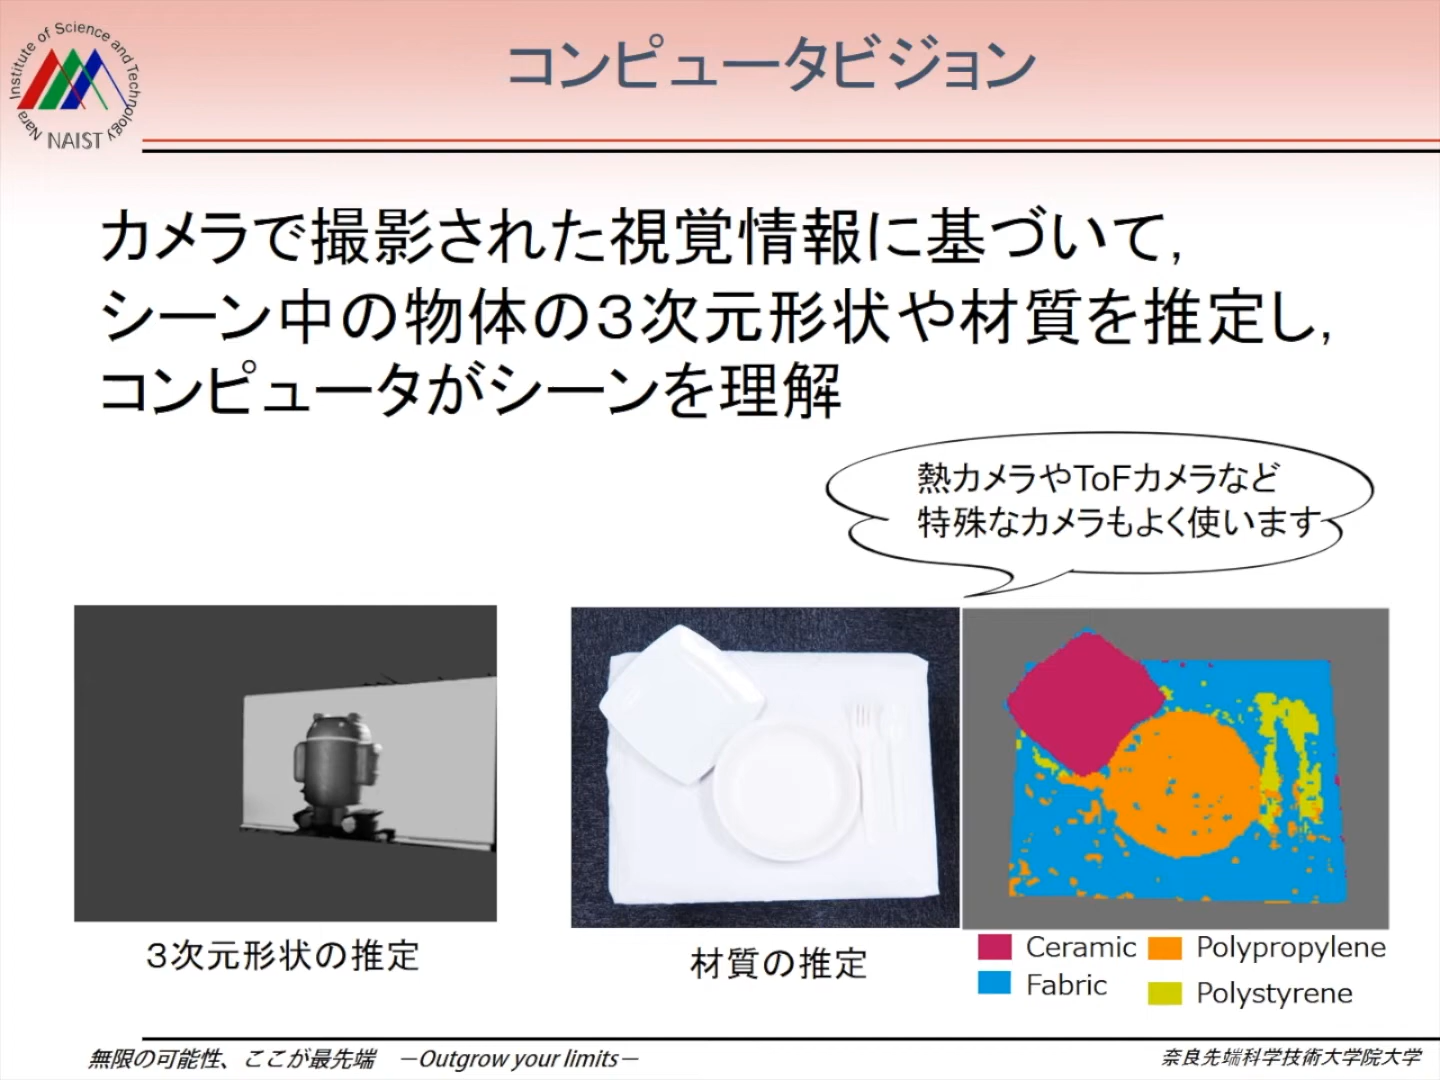 Nara Institute of Science and Technology
NAIST
コンピュータビジョン
カメラで撮影された視覚情報に基づいて,
シーン中の物体の３次元形状や材質を推定し,
コンピュータがシーンを理解
熱カメラやToFカメラなど
特殊なカメラもよく使います
３次元形状の推定
材質の推定
Ceramic
Polypropylene
Fabric
Polystyrene
無限の可能性、ここが最先端　－Outgrow your limits－
奈良先端科学技術大学院大学